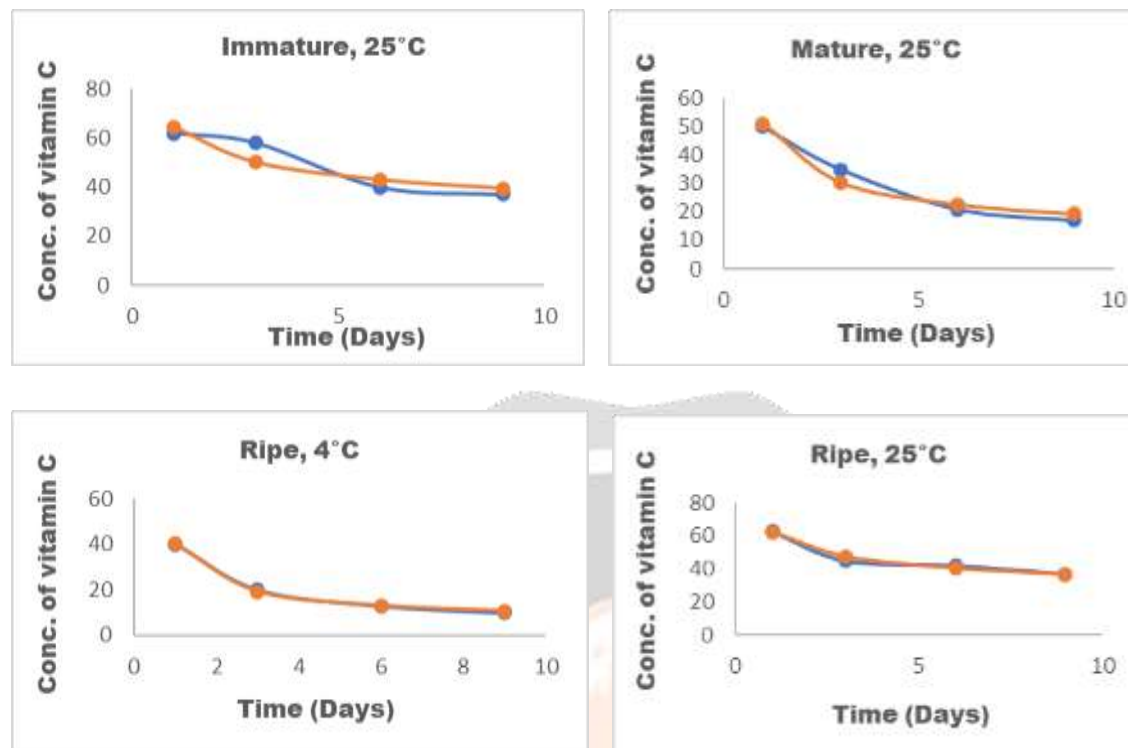 Immature, 25°C
Conc. of vitamin C
80
60
40
20
0
0 5 10
Time (Days)
Mature, 25°C
Conc. of vitamin C
60
50
40
30
20
10
0
0 5 10
Time (Days)
Ripe, 4°C
Conc. of vitamin C
60
40
20
0
0 2 4 6 8 10
Time (Days)
Ripe, 25°C
Conc. of vitamin C
80
60
40
20
0
0 5 10
Time (Days)